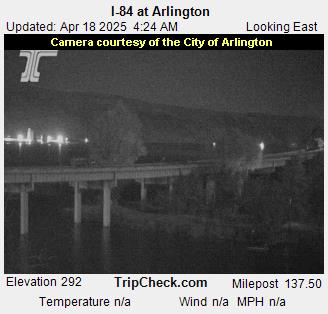 I-84 at Arlington
Updated: Apr 18 2025 4:24 AM Looking East
Camera courtesy of the City of Arlington
Elevation 292 TripCheck.com Milepost 137.50
Temperature n/a Wind n/a MPH n/a